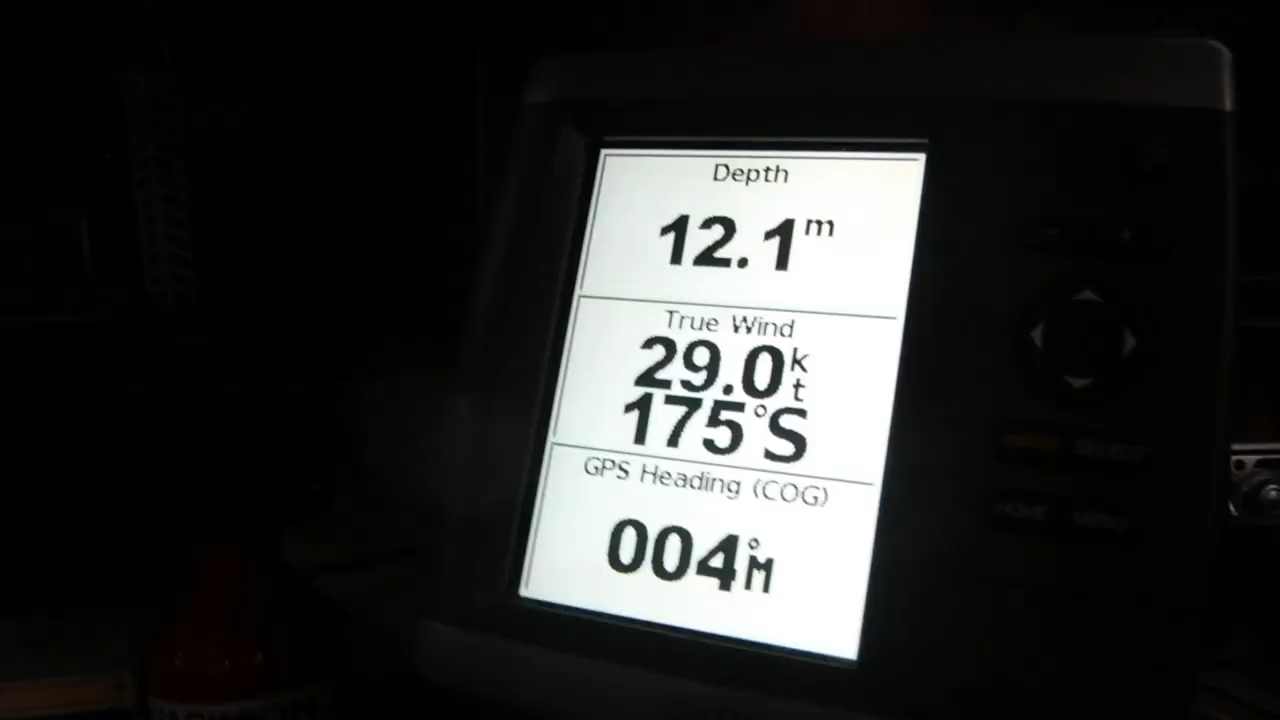 Depth
12.1m
True Wind
29.0kt
175°S
GPS Heading (COG)
004°M